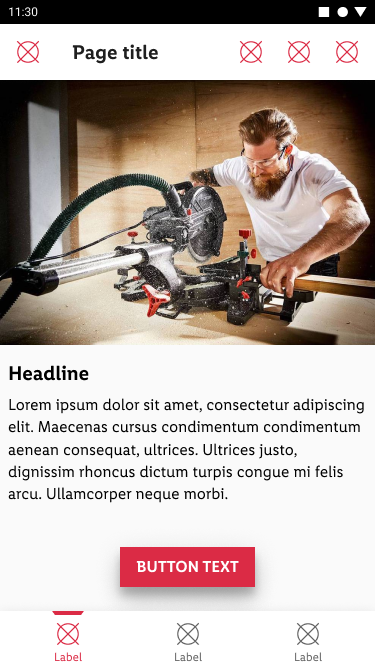 11:30
Page title
Headline
Lorem ipsum dolor sit amet, consectetur adipiscing
elit. Maecenas cursus condimentum condimentum
aenean consequat, ultrices. Ultrices justo,
dignissim rhoncus dictum turpis congue mi felis
arcu. Ullamcorper neque morbi.
BUTTON TEXT
Label
Label
Label